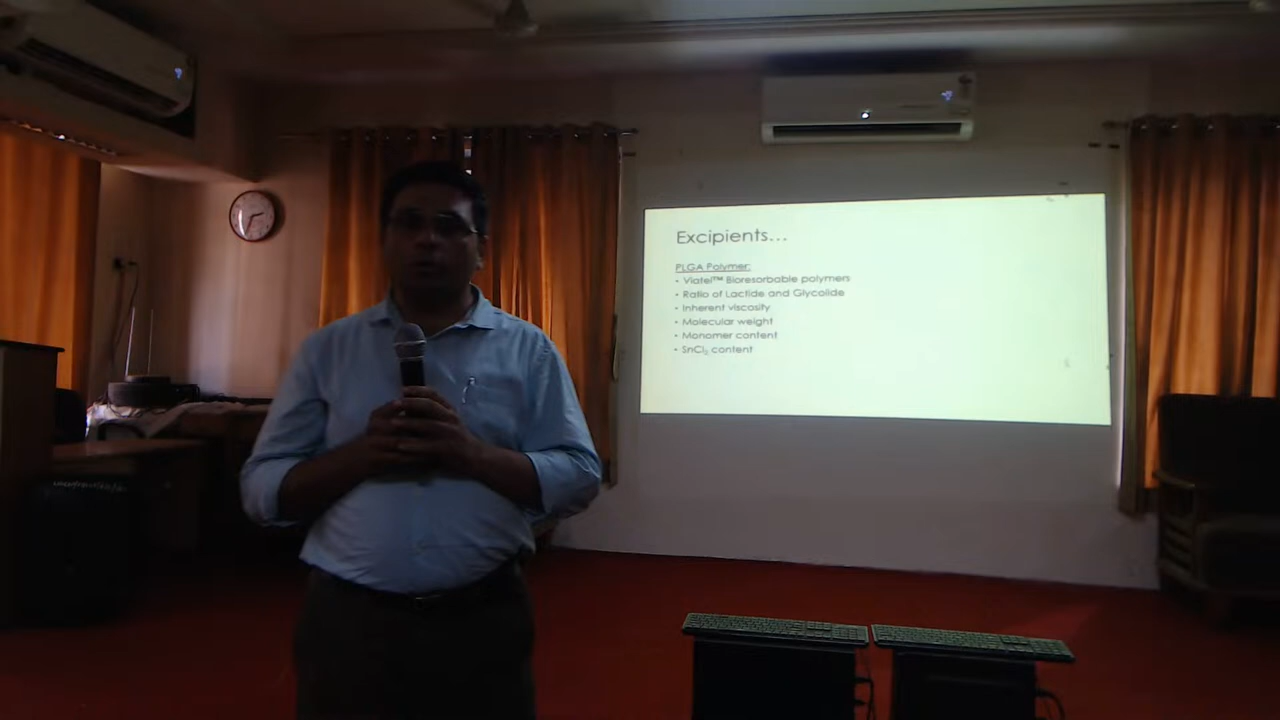 Excipients...
PLGA Polymer:
• Viatel™ Bioresorbable polymers
• Ratio of Lactide and Glycolide
• Inherent viscosity
• Molecular weight
• Monomer content
• SnCl₂ content